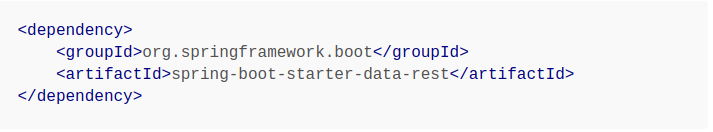 <dependency>
    <groupId>org.springframework.boot</groupId>
    <artifactId>spring-boot-starter-data-rest</artifactId>
</dependency>